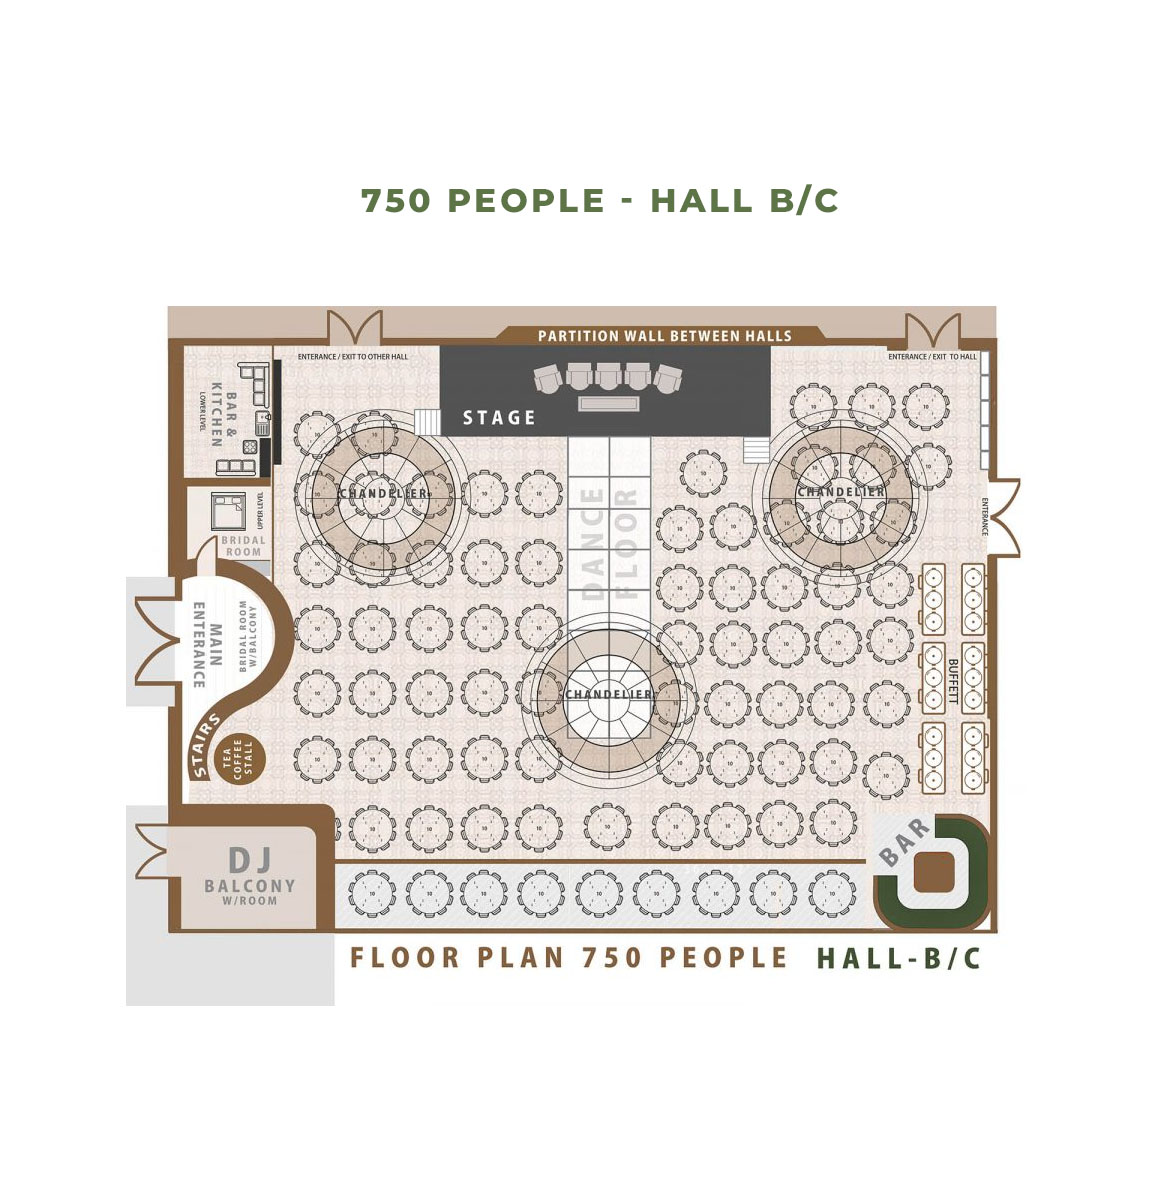 750 PEOPLE - HALL B/C
PARTITION WALL BETWEEN HALLS
ENTERANCE / EXIT TO OTHER HALL
ENTERANCE / EXIT TO HALL
STAGE
BAR &
KITCHEN
LOWER LEVEL
CHANDELIER
CHANDELIER
DANCE
FLOOR
UPPER LEVEL
BRIDAL
ROOM
ENTERANCE
MAIN
ENTERANCE
BRIDAL ROOM
W/BALCONY
CHANDELIER
BUFFETT
STAIRS
TEA
COFFEE
STALL
BAR
DJ
BALCONY
W/ROOM
FLOOR PLAN 750 PEOPLE HALL-B/C